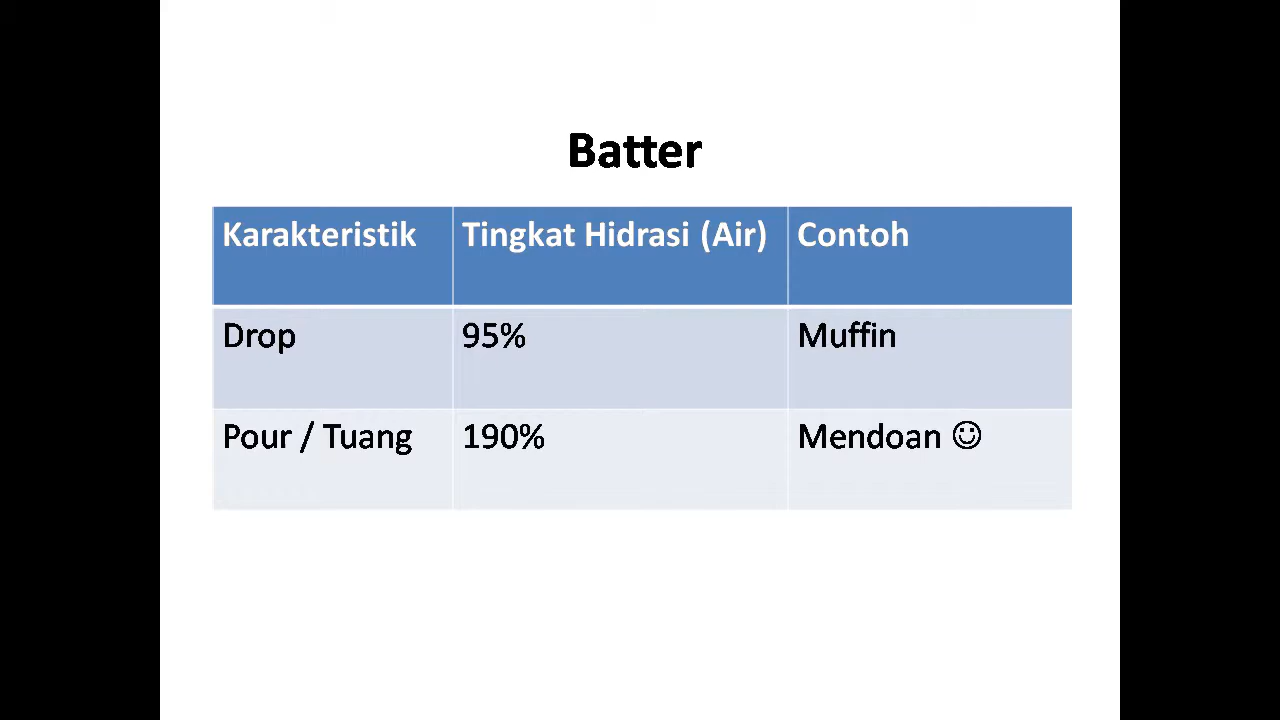 Batter
Karakteristik Tingkat Hidrasi (Air) Contoh
Drop 95% Muffin
Pour / Tuang 190% Mendoan ☺